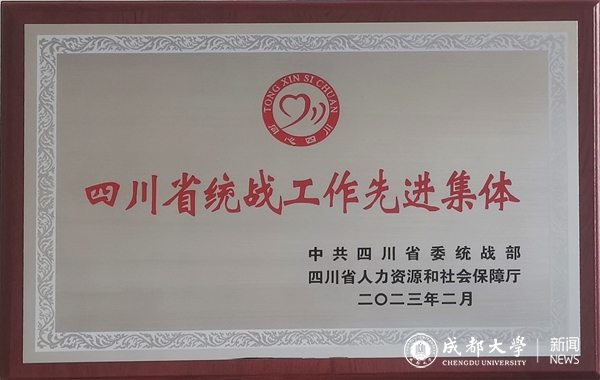 TONG XIN SI CHUAN
同心四川
四川省统战工作先进集体
中共四川省委统战部
四川省人力资源和社会保障厅
二〇二三年二月
成都大学 新闻
CHENGDU UNIVERSITY NEWS